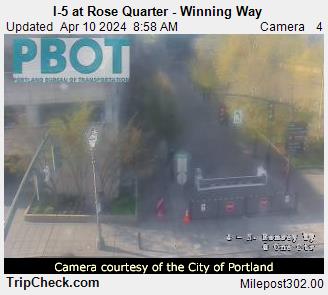 I-5 at Rose Quarter - Winning Way
Updated Apr 10 2024 8:58 AM Camera 4
PBOT
PORTLAND BUREAU OF TRANSPORTATION
Camera courtesy of the City of Portland
TripCheck.com Milepost302.00